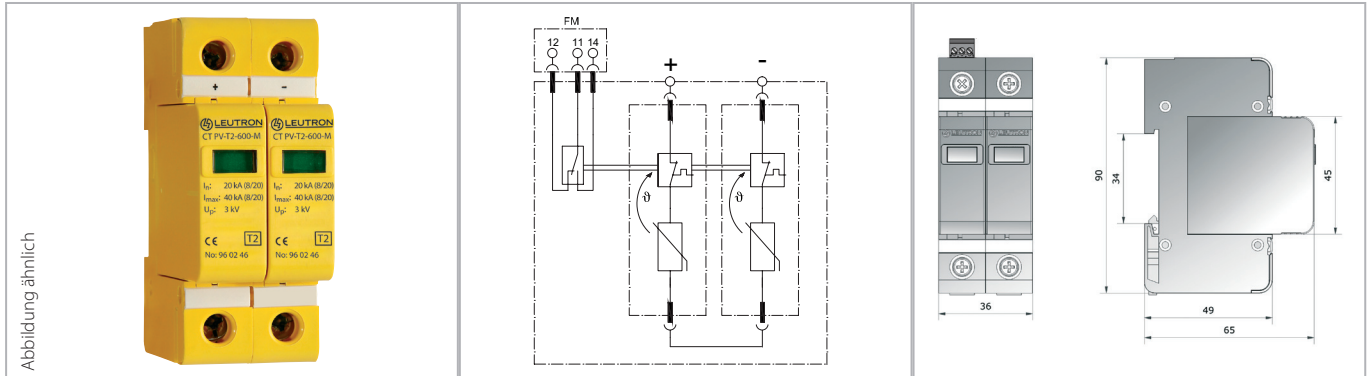 Abbildung ähnlich
+ -
LEUTRON LEUTRON
CT PV-T2-600-M CT PV-T2-600-M
In: 20 kA (8/20) In: 20 kA (8/20)
Imax: 40 kA (8/20) Imax: 40 kA (8/20)
Up: 3 kV Up: 3 kV
CE T2 CE T2
No: 96 02 46 No: 96 02 46
FM
12 11 14
+ -
ϑ ϑ
90
34
45
36
49
65